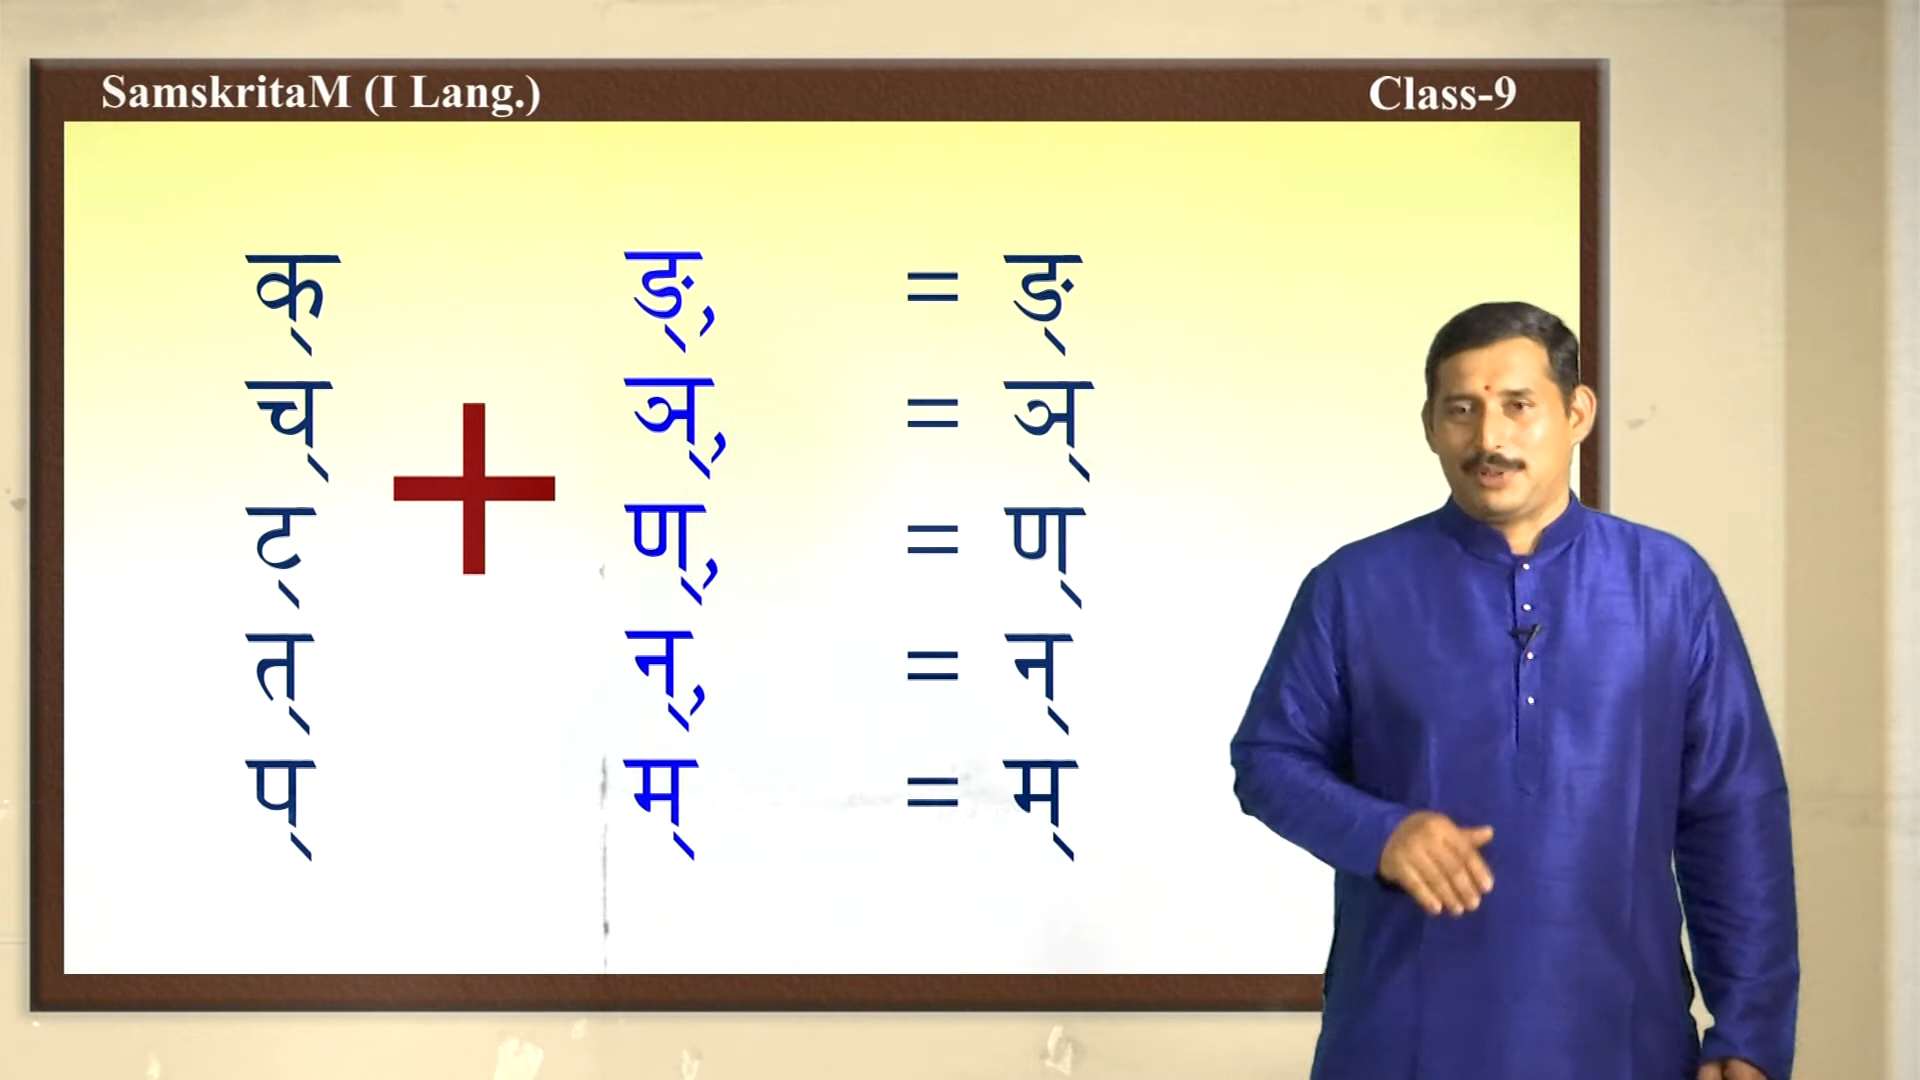 SamskritaM (I Lang.) Class-9
क् + ङ्, = ङ्
च् ञ्, = ञ्
ट् ण्, = ण्
त् न्, = न्
प् म् = म्